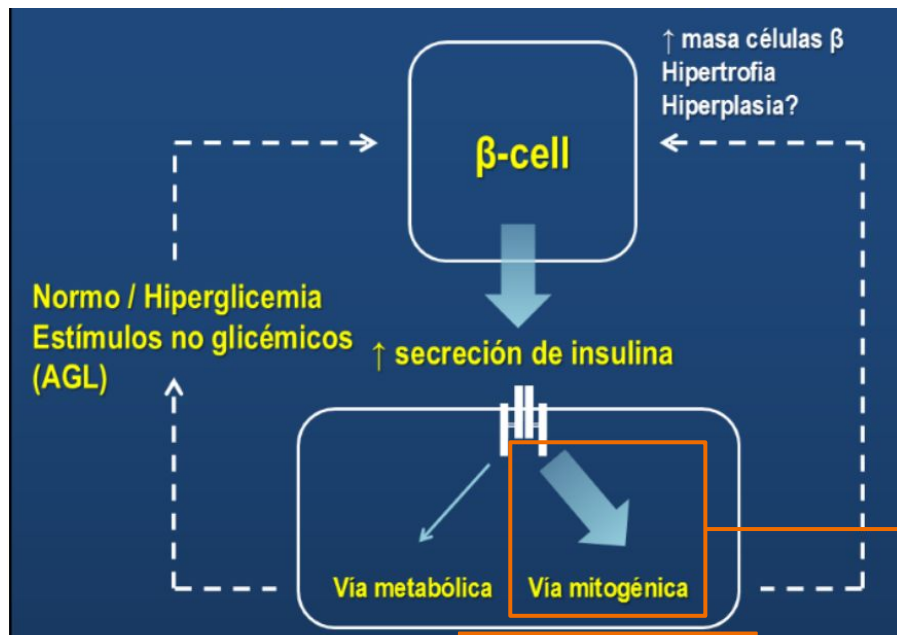 ↑ masa células β
Hipertrofia
Hiperplasia?
β-cell
Normo / Hiperglicemia
Estímulos no glicémicos
(AGL)
↑ secreción de insulina
Vía metabólica
Vía mitogénica